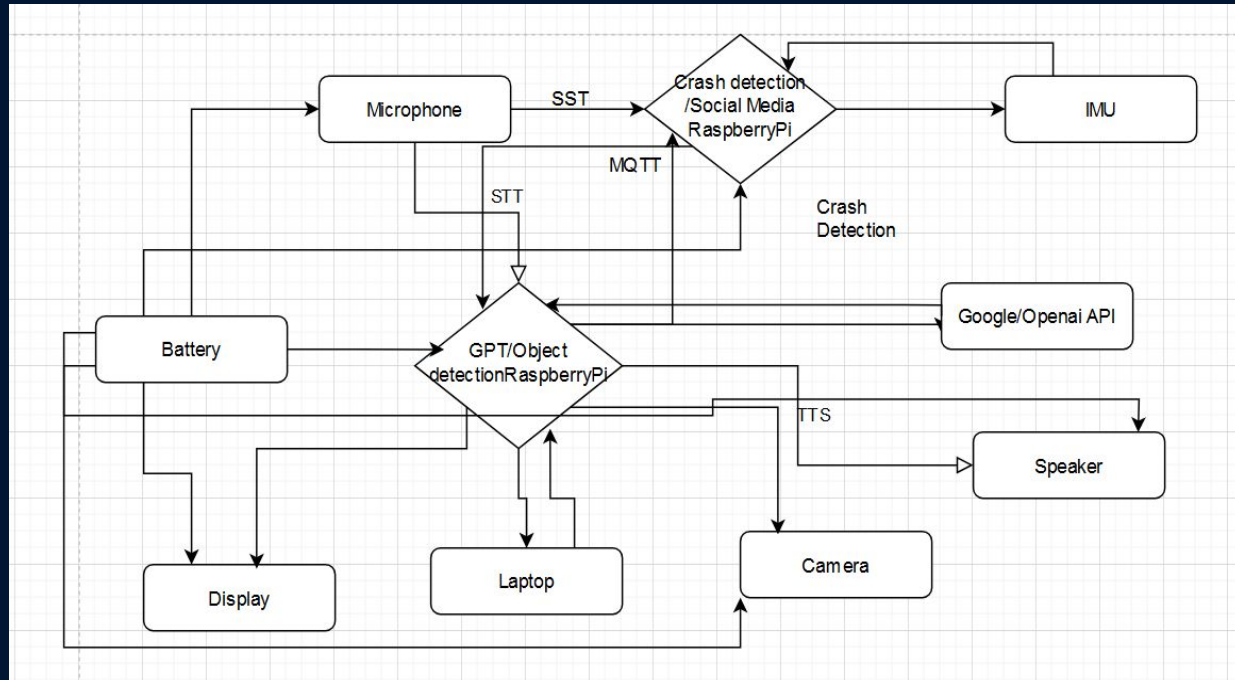 Crash detection
/Social Media
RaspberryPi
Microphone
SST
IMU
MQTT
STT
Crash
Detection
Google/Openai API
Battery
GPT/Object
detectionRaspberryPi
TTS
Speaker
Camera
Laptop
Display